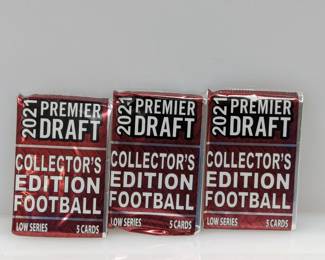 2021 PREMIER
DRAFT
COLLECTOR'S
EDITION
FOOTBALL
LOW SERIES 5 CARDS
2021 PREMIER
DRAFT
COLLECTOR'S
EDITION
FOOTBALL
LOW SERIES 5 CARDS
2021 PREMIER
DRAFT
COLLECTOR'S
EDITION
FOOTBALL
LOW SERIES 5 CARDS